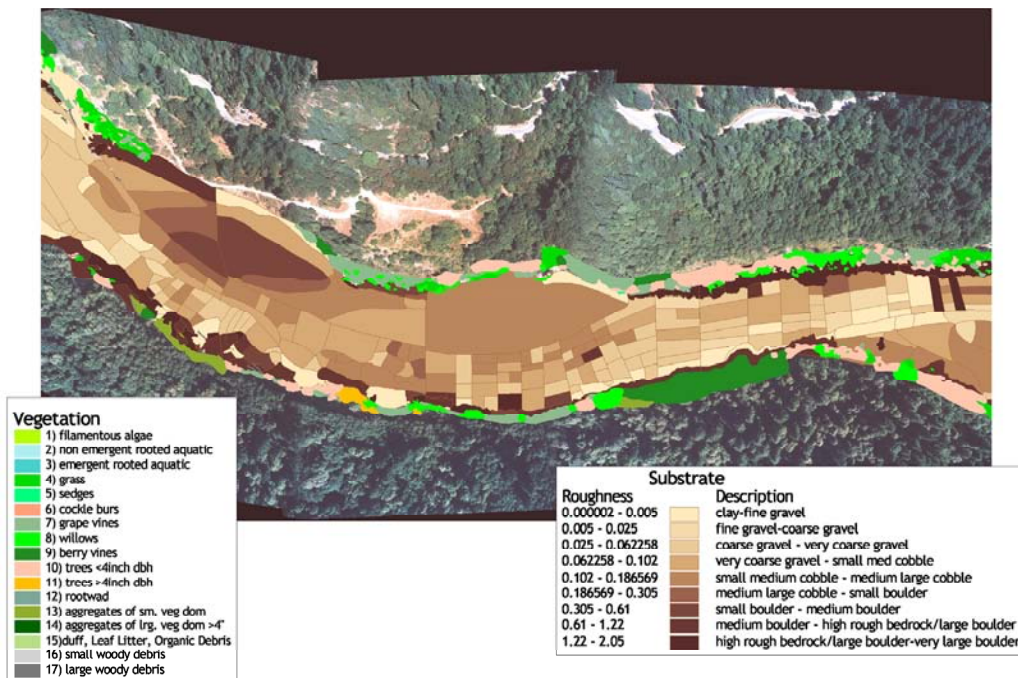 Vegetation
1) filamentous algae
2) non emergent rooted aquatic
3) emergent rooted aquatic
4) grass
5) sedges
6) cockle burs
7) grape vines
8) willows
9) berry vines
10) trees <4inch dbh
11) trees >4inch dbh
12) rootwad
13) aggregates of sm. veg dom
14) aggregates of lrg. veg dom >4"
15)duff, Leaf Litter, Organic Debris
16) small woody debris
17) large woody debris
Substrate
Roughness Description
0.000002 - 0.005 clay-fine gravel
0.005 - 0.025 fine gravel-coarse gravel
0.025 - 0.062258 coarse gravel - very coarse gravel
0.062258 - 0.102 very coarse gravel - small med cobble
0.102 - 0.186569 small medium cobble - medium large cobble
0.186569 - 0.305 medium large cobble - small boulder
0.305 - 0.61 small boulder - medium boulder
0.61 - 1.22 medium boulder - high rough bedrock/large boulder
1.22 - 2.05 high rough bedrock/large boulder-very large boulder